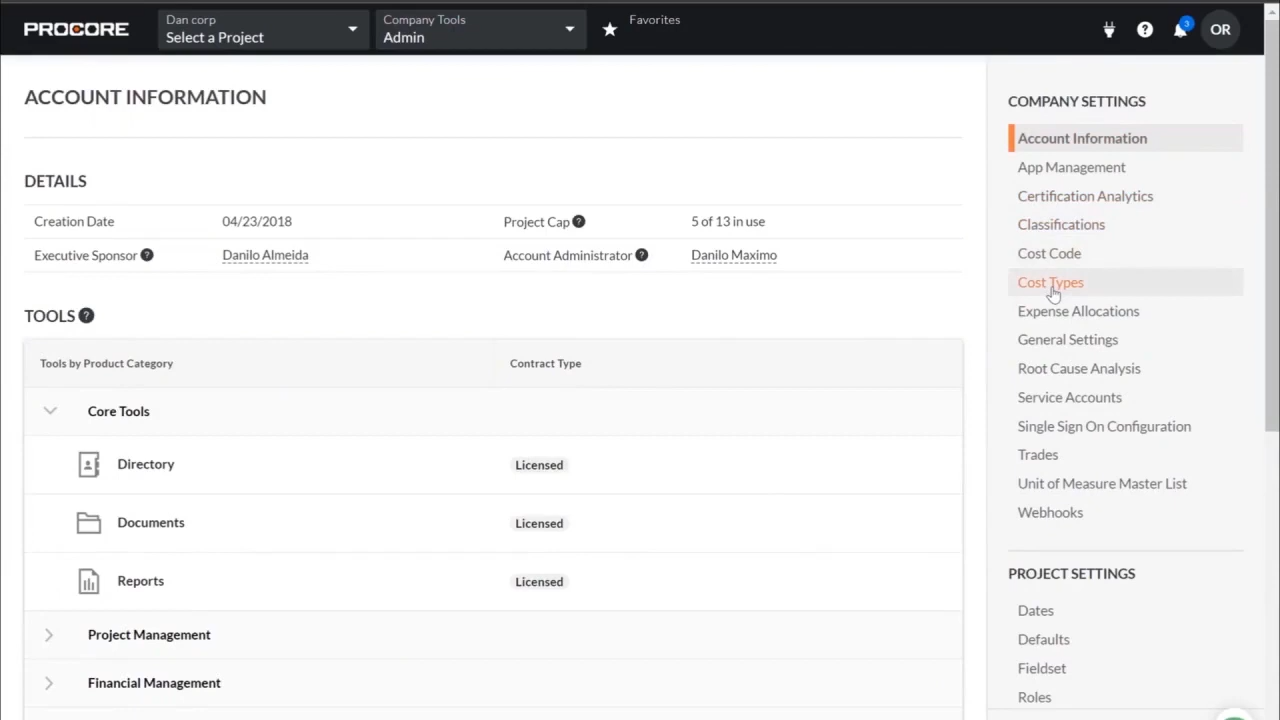 PROCORE
Dan corp
Select a Project
Company Tools
Admin
Favorites
3
OR
ACCOUNT INFORMATION
DETAILS
Creation Date 04/23/2018 Project Cap ? 5 of 13 in use
Executive Sponsor ? Danilo Almeida Account Administrator ? Danilo Maximo
TOOLS ?
Tools by Product Category Contract Type
Core Tools
Directory Licensed
Documents Licensed
Reports Licensed
Project Management
Financial Management
COMPANY SETTINGS
Account Information
App Management
Certification Analytics
Classifications
Cost Code
Cost Types
Expense Allocations
General Settings
Root Cause Analysis
Service Accounts
Single Sign On Configuration
Trades
Unit of Measure Master List
Webhooks
PROJECT SETTINGS
Dates
Defaults
Fieldset
Roles